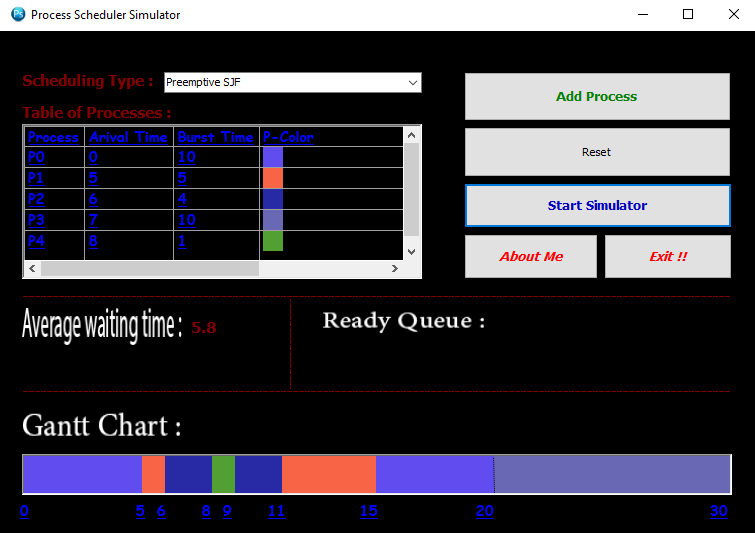 Process Scheduler Simulator
Scheduling Type : Preemptive SJF
Table of Processes :
Process Arival Time Burst Time P-Color
P0 0 10
P1 5 5
P2 6 4
P3 7 10
P4 8 1
Add Process
Reset
Start Simulator
About Me Exit !!
Average waiting time : 5.8
Ready Queue :
Gantt Chart :
0 5 6 8 9 11 15 20 30